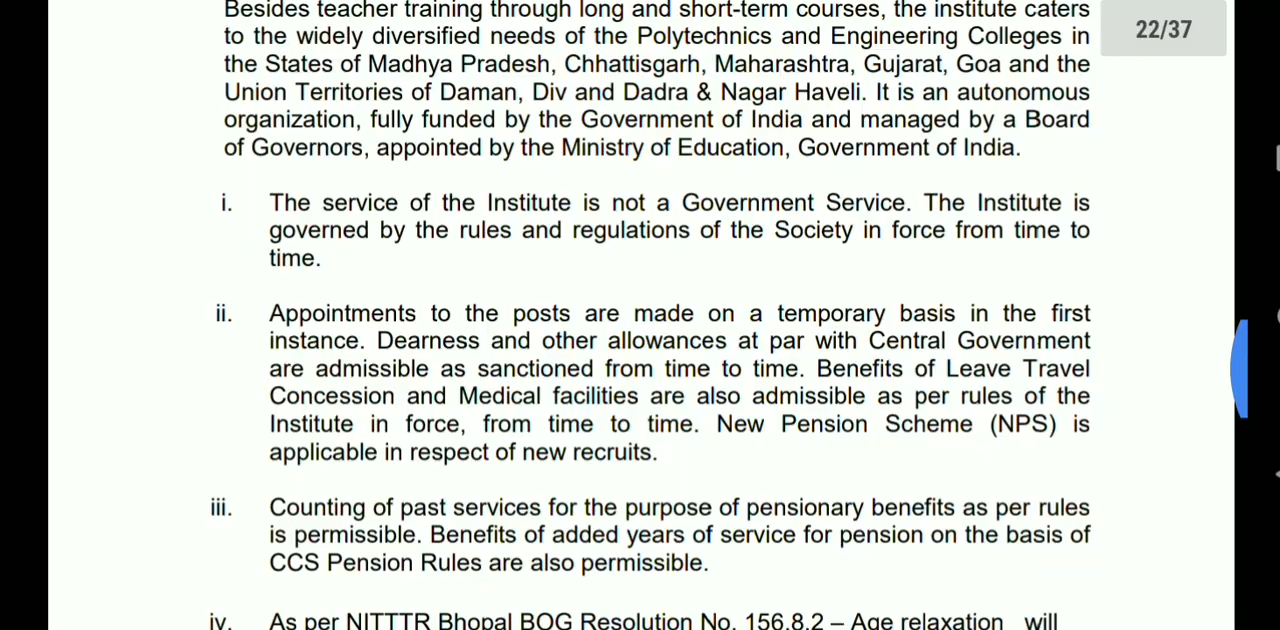 Besides teacher training through long and short-term courses, the institute caters
22/37
to the widely diversified needs of the Polytechnics and Engineering Colleges in
the States of Madhya Pradesh, Chhattisgarh, Maharashtra, Gujarat, Goa and the
Union Territories of Daman, Div and Dadra & Nagar Haveli. It is an autonomous
organization, fully funded by the Government of India and managed by a Board
of Governors, appointed by the Ministry of Education, Government of India.
i. The service of the Institute is not a Government Service. The Institute is
governed by the rules and regulations of the Society in force from time to
time.
ii. Appointments to the posts are made on a temporary basis in the first
instance. Dearness and other allowances at par with Central Government
are admissible as sanctioned from time to time. Benefits of Leave Travel
Concession and Medical facilities are also admissible as per rules of the
Institute in force, from time to time. New Pension Scheme (NPS) is
applicable in respect of new recruits.
iii. Counting of past services for the purpose of pensionary benefits as per rules
is permissible. Benefits of added years of service for pension on the basis of
CCS Pension Rules are also permissible.
iv. As per NITTTR Bhopal BOG Resolution No. 156.8.2 – Age relaxation will